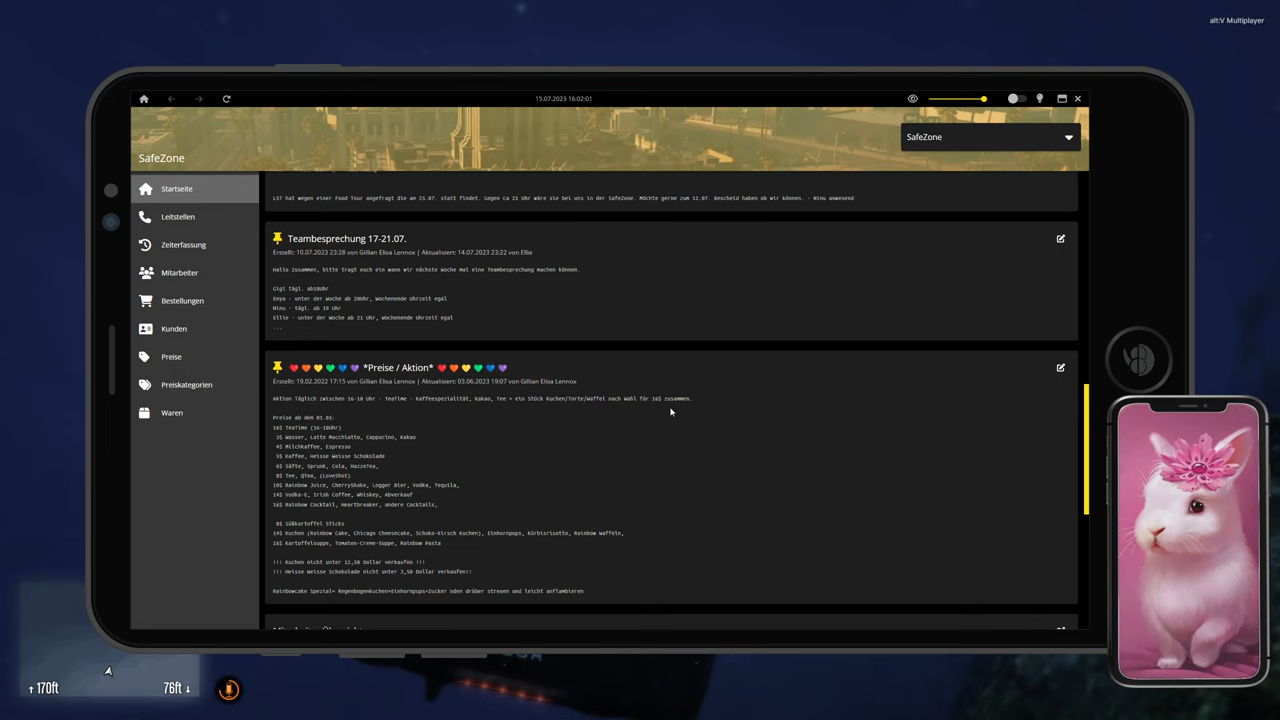 alt:V Multiplayer
15.07.2023 16:02:01
SafeZone
SafeZone
Startseite
Leitstellen
Zeiterfassung
Mitarbeiter
Bestellungen
Kunden
Preise
Preiskategorien
Waren
LST hat wegen einer Food Tour angefragt die am 25.07. statt findet. Gegen ca 21 Uhr wäre sie bei uns in der SafeZone. Möchte gerne zum 12.07. Bescheid haben ob wir können. - Winu anwesend
Teambesprechung 17-21.07.
Erstellt: 10.07.2023 23:28 von Gillian Elisa Lennox | Aktualisiert: 14.07.2023 23:22 von Ellie
Hallo Zusammen, bitte tragt euch ein wann wir nächste Woche mal eine Teambesprechung machen können.
Gigi tägl. ab18Uhr
Enya - unter der Woche ab 20Uhr, Wochenende Uhrzeit egal
Winu - tägl. ab 19 Uhr
Ellie - unter der Woche ab 21 Uhr, Wochenende Uhrzeit egal
...
*Preise / Aktion*
Erstellt: 19.02.2022 17:15 von Gillian Elisa Lennox | Aktualisiert: 03.06.2023 19:07 von Gillian Elisa Lennox
Aktion Täglich zwischen 16-18 Uhr - TeaTime - Kaffeespezialität, Kakao, Tee + ein Stück Kuchen/Torte/Waffel nach Wahl für 16$ zusammen.
Preise ab dem 01.05:
16$ TeaTime (16-18Uhr)
3$ Wasser, Latte Macchiatto, Cappucino, Kakao
4$ Milchkaffee, Espresso
5$ Kaffee, Heisse Weisse Schokolade
6$ Säfte, Sprunk, Cola, HazzeTea,
8$ Tee, QTea, (LoveShot)
10$ Rainbow Juice, CherryShake, Logger Bier, Vodka, Tequila,
14$ Vodka-E, Irish Coffee, Whiskey, Abverkauf
16$ Rainbow Cocktail, Heartbreaker, andere Cocktails,
8$ Süßkartoffel Sticks
14$ Kuchen (Rainbow Cake, Chicago Cheesecake, Schoko-Kirsch Kuchen), Einhornpups, Kürbisrisotto, Rainbow Waffeln,
16$ Kartoffelsuppe, Tomaten-Creme-Suppe, Rainbow Pasta
!!! Kuchen nicht unter 12,50 Dollar verkaufen !!!
!!! Heisse Weisse Schokolade nicht unter 3,50 Dollar verkaufen!!
Rainbowcake Spezial= Regenbogenkuchen+Einhornpups+Zucker oden drüber streuen und leicht anflambieren
170ft
76ft